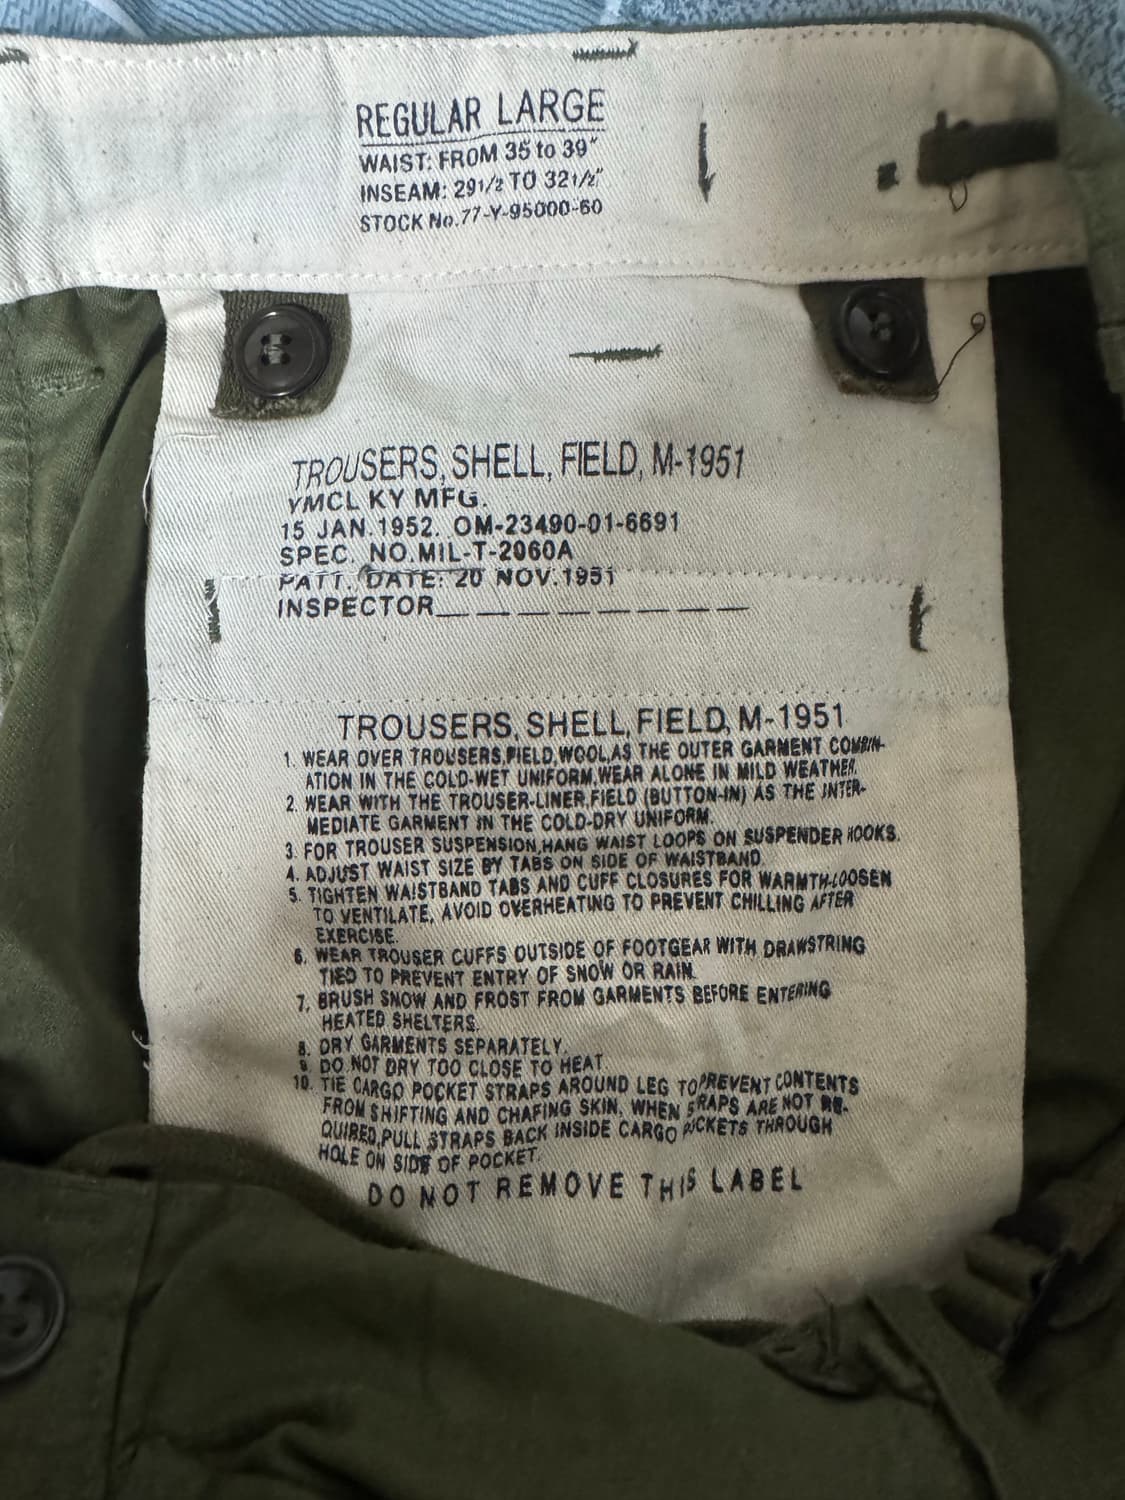 REGULAR LARGE
WAIST: FROM 35 to 39"
INSEAM: 29 1/2 TO 32 1/2"
STOCK No.77-Y-95000-60
TROUSERS, SHELL, FIELD, M-1951
YMCL KY MFG.
15 JAN.1952. OM-23490-01-6691
SPEC. NO.MIL-T-2060A
PATT. DATE: 20 NOV.1951
INSPECTOR_ _ _ _ _ _ _ _
TROUSERS, SHELL, FIELD, M-1951
1. WEAR OVER TROUSERS,FIELD,WOOL,AS THE OUTER GARMENT COMBIN-
ATION IN THE COLD-WET UNIFORM,WEAR ALONE IN MILD WEATHER.
2. WEAR WITH THE TROUSER-LINER,FIELD (BUTTON-IN) AS THE INTER-
MEDIATE GARMENT IN THE COLD-DRY UNIFORM.
3. FOR TROUSER SUSPENSION,HANG WAIST LOOPS ON SUSPENDER HOOKS.
4. ADJUST WAIST SIZE BY TABS ON SIDE OF WAISTBAND.
5. TIGHTEN WAISTBAND TABS AND CUFF CLOSURES FOR WARMTH-LOOSEN
TO VENTILATE, AVOID OVERHEATING TO PREVENT CHILLING AFTER
EXERCISE.
6. WEAR TROUSER CUFFS OUTSIDE OF FOOTGEAR WITH DRAWSTRING
TIED TO PREVENT ENTRY OF SNOW OR RAIN.
7. BRUSH SNOW AND FROST FROM GARMENTS BEFORE ENTERING
HEATED SHELTERS.
8. DRY GARMENTS SEPARATELY.
9. DO NOT DRY TOO CLOSE TO HEAT
10. TIE CARGO POCKET STRAPS AROUND LEG TO PREVENT CONTENTS
FROM SHIFTING AND CHAFING SKIN, WHEN STRAPS ARE NOT RE-
QUIRED,PULL STRAPS BACK INSIDE CARGO POCKETS THROUGH
HOLE ON SIDE OF POCKET.
DO NOT REMOVE THIS LABEL